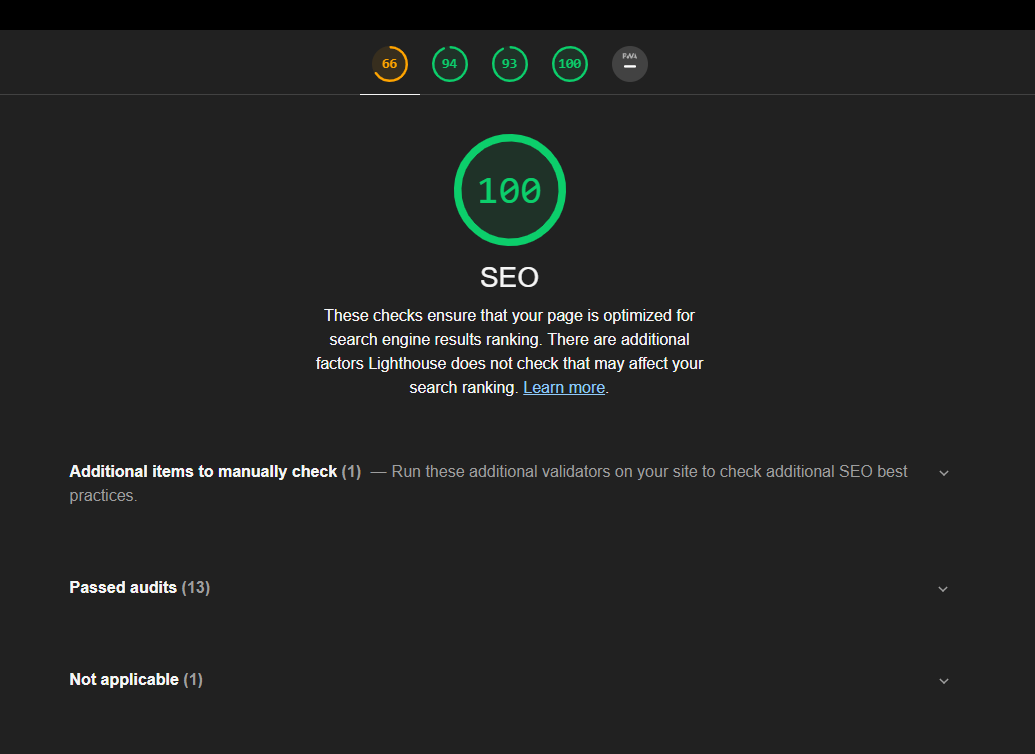 66 94 93 100 PWA
100
SEO
These checks ensure that your page is optimized for
search engine results ranking. There are additional
factors Lighthouse does not check that may affect your
search ranking. Learn more.
Additional items to manually check (1) — Run these additional validators on your site to check additional SEO best
practices.
Passed audits (13)
Not applicable (1)